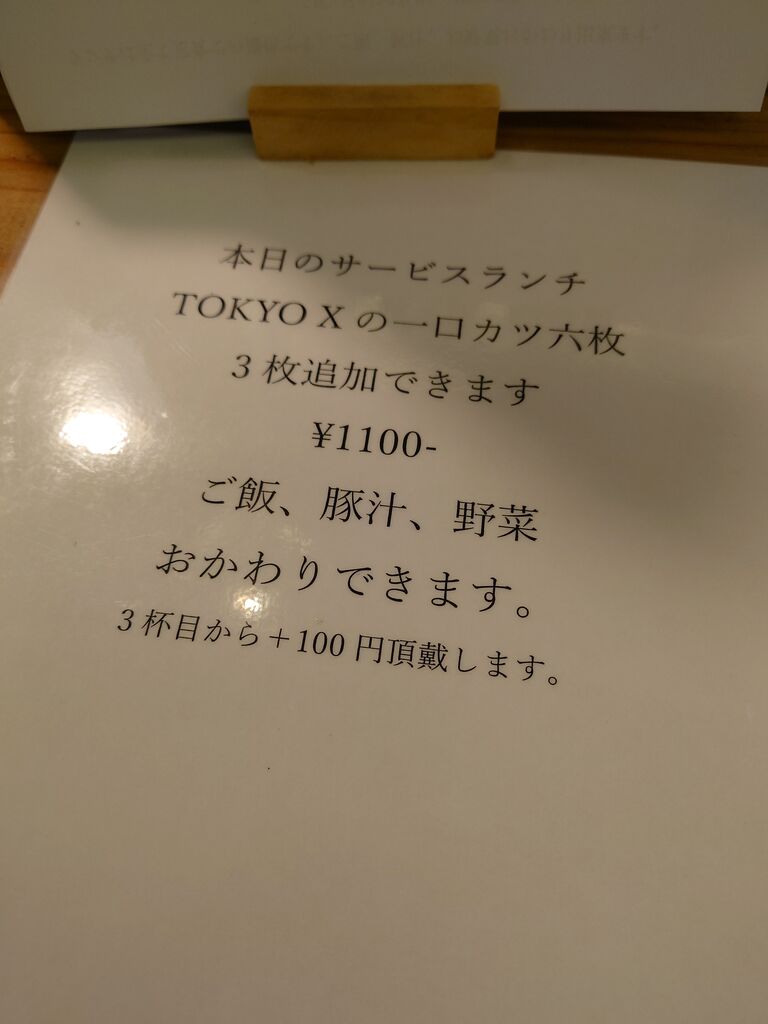 本日のサービスランチ
TOKYO X の一口カツ六枚
3 枚追加できます
¥1100-
ご飯、豚汁、野菜
おかわりできます。
3 杯目から＋100 円頂戴します。